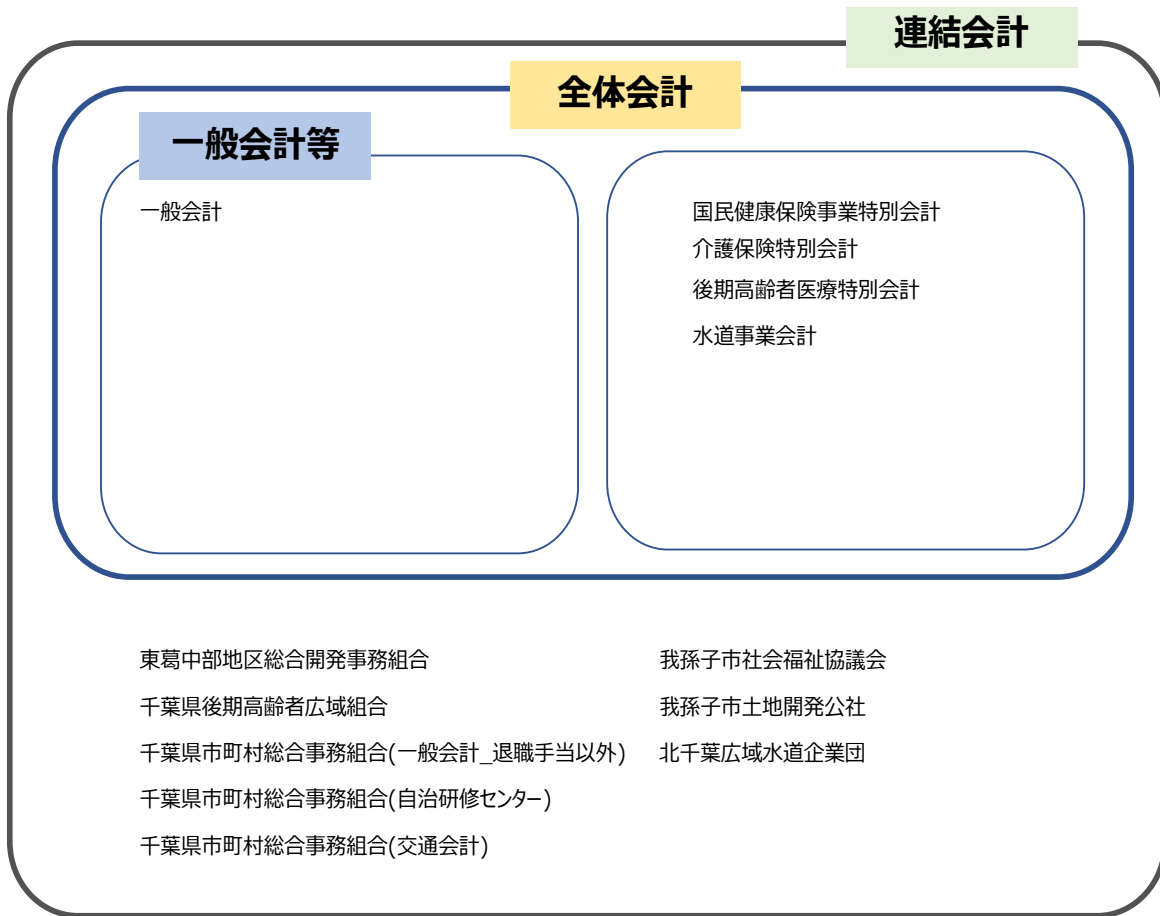 連結会計
全体会計
一般会計等
一般会計
国民健康保険事業特別会計
介護保険特別会計
後期高齢者医療特別会計
水道事業会計
東葛中部地区総合開発事務組合
千葉県後期高齢者広域組合
千葉県市町村総合事務組合(一般会計_退職手当以外)
千葉県市町村総合事務組合(自治研修センター)
千葉県市町村総合事務組合(交通会計)
我孫子市社会福祉協議会
我孫子市土地開発公社
北千葉広域水道企業団